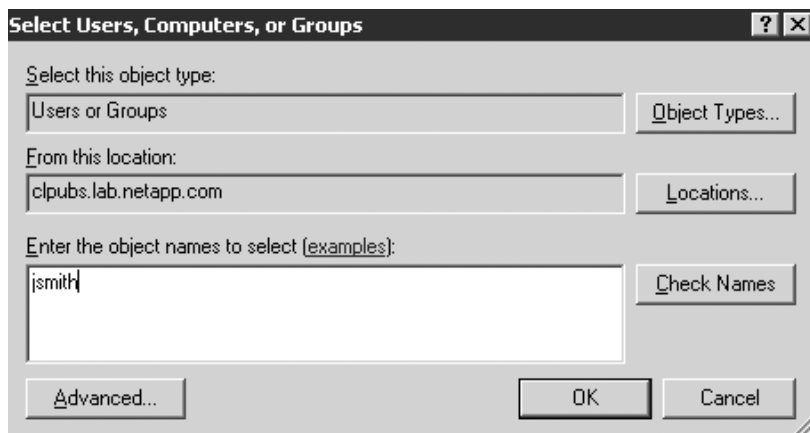 Select Users, Computers, or Groups
Select this object type:
Users or Groups
Object Types...
From this location:
clpubs.lab.netapp.com
Locations...
Enter the object names to select (examples):
jsmith
Check Names
Advanced...
OK
Cancel